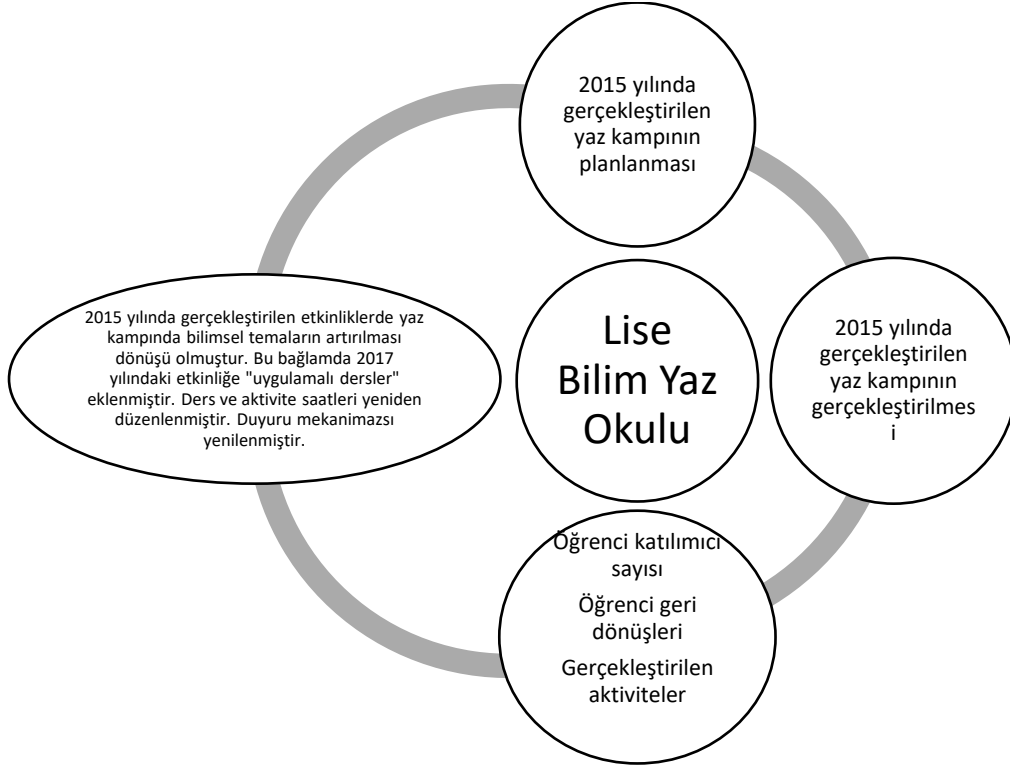 2015 yılında
gerçekleştirilen
yaz kampının
planlanması
2015 yılında
gerçekleştirilen
yaz kampının
gerçekleştirilmes
i
Öğrenci katılımıcı
sayısı
Öğrenci geri
dönüşleri
Gerçekleştirilen
aktiviteler
2015 yılında gerçekleştirilen etkinliklerde yaz
kampında bilimsel temaların artırılması
dönüşü olmuştur. Bu bağlamda 2017
yılındaki etkinliğe "uygulamalı dersler"
eklenmiştir. Ders ve aktivite saatleri yeniden
düzenlenmiştir. Duyuru mekanimazsı
yenilenmiştir.
Lise
Bilim Yaz
Okulu